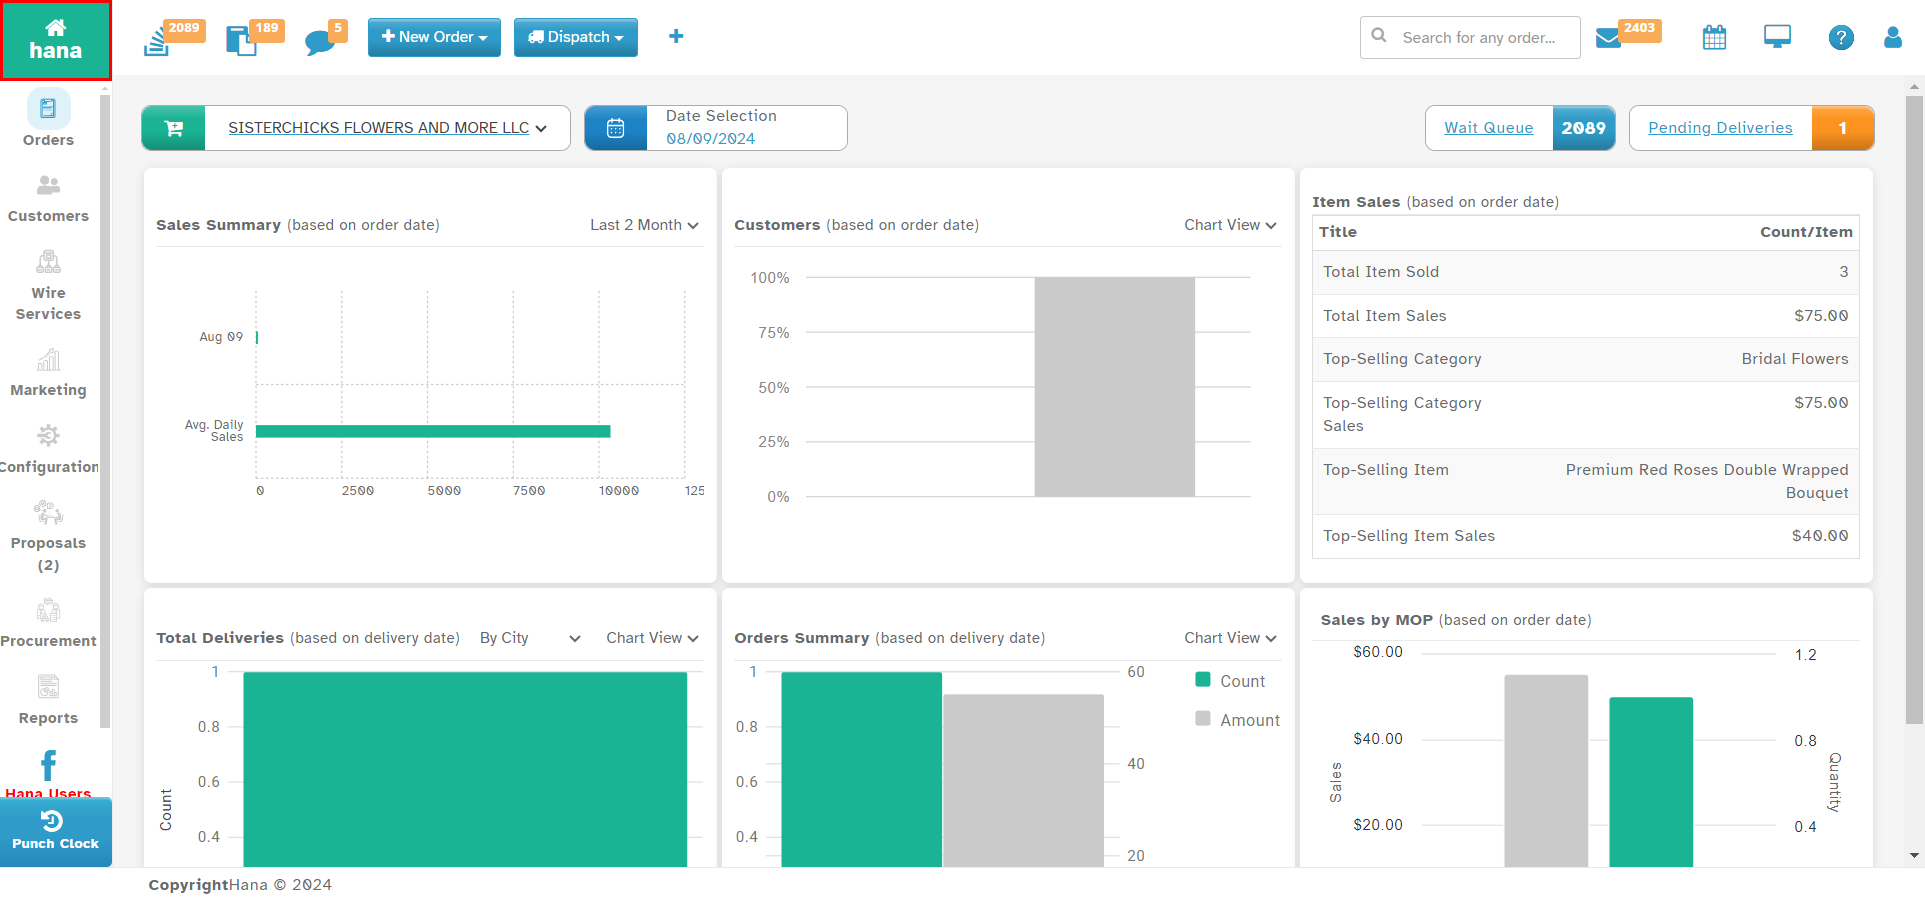 hana
2089
189
5
New Order
Dispatch
Search for any order...
2403
?
Orders
Customers
Wire
Services
Marketing
Configuration
Proposals
(2)
Procurement
Reports
Hana Users
Punch Clock
SISTERCHICKS FLOWERS AND MORE LLC
Date Selection
08/09/2024
Wait Queue
2089
Pending Deliveries
1
Sales Summary (based on order date)
Last 2 Month
Aug 09
Avg. Daily
Sales
0
2500
5000
7500
10000
125
Customers (based on order date)
Chart View
100%
75%
50%
25%
0%
Item Sales (based on order date)
Title Count/Item
Total Item Sold 3
Total Item Sales $75.00
Top-Selling Category Bridal Flowers
Top-Selling Category $75.00
Sales
Top-Selling Item Premium Red Roses Double Wrapped
Bouquet
Top-Selling Item Sales $40.00
Total Deliveries (based on delivery date)
By City
Chart View
Count
1
0.8
0.6
0.4
Orders Summary (based on delivery date)
Chart View
1
0.8
0.6
0.4
60
40
20
Count
Amount
Sales by MOP (based on order date)
Sales
$60.00
$40.00
$20.00
1.2
0.8
0.4
Quantity
CopyrightHana © 2024